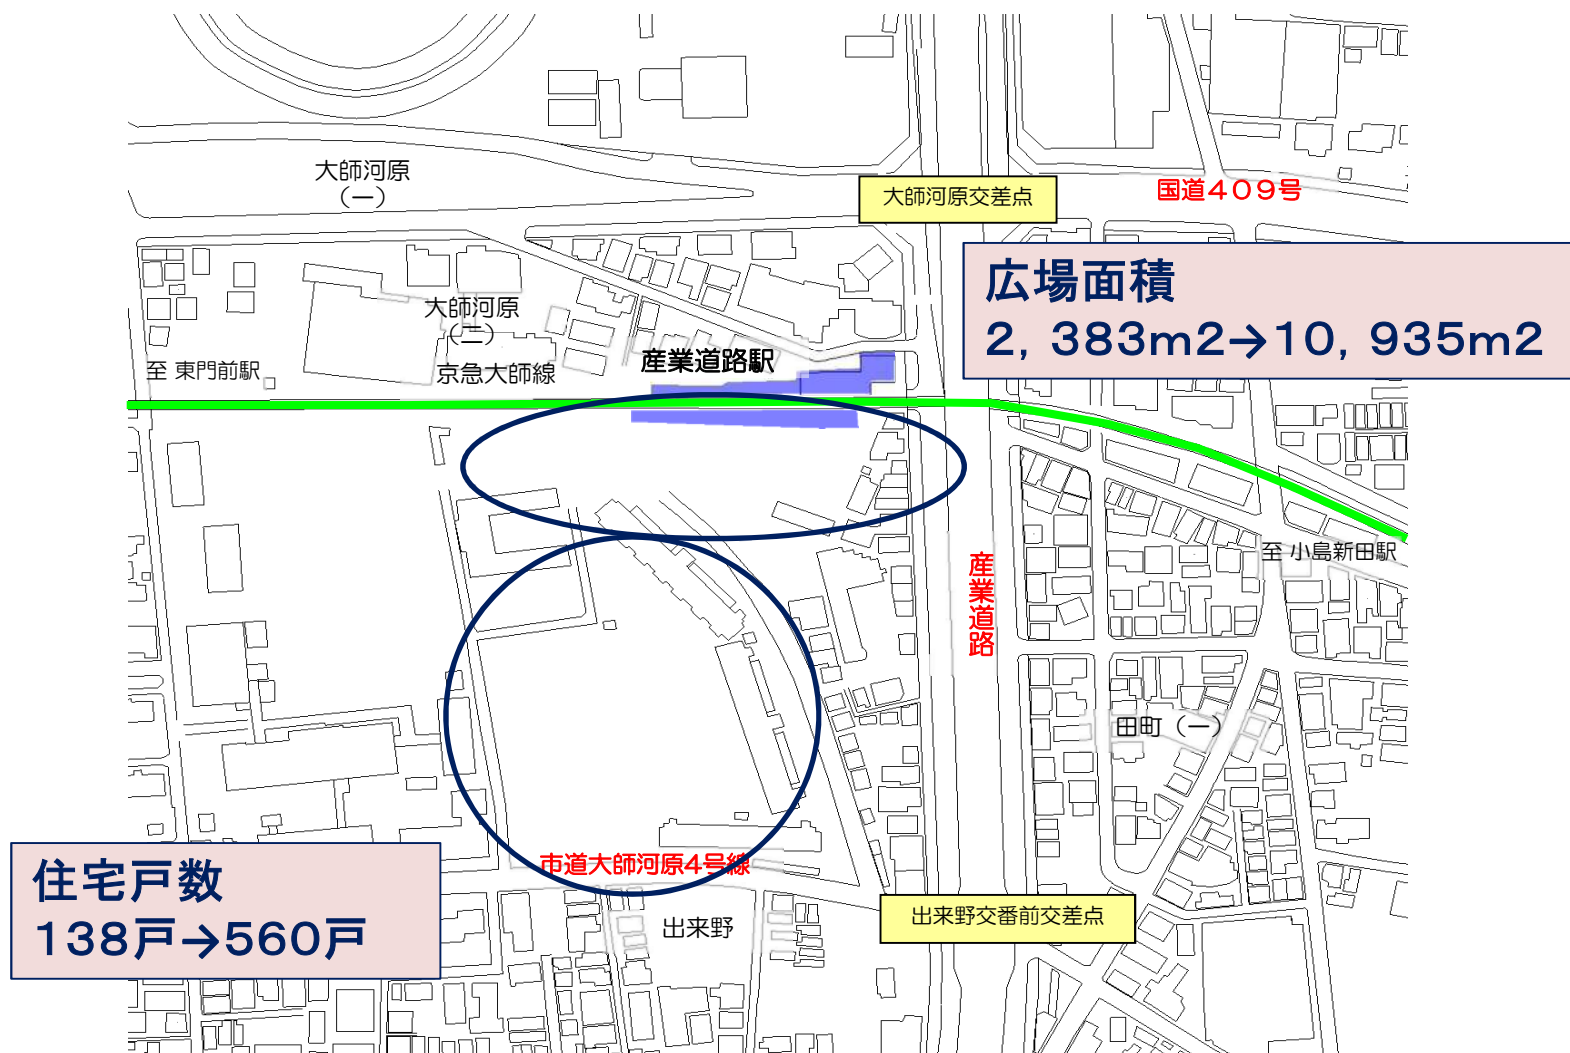 大師河原
（一）
大師河原交差点
国道４０９号
広場面積
２，３８３ｍ２→１０，９３５ｍ２
大師河原
（二）
産業道路駅
至 東門前駅
京急大師線
至 小島新田駅
産業道路
田町（一）
住宅戸数
１３８戸→５６０戸
市道大師河原４号線
出来野交番前交差点
出来野